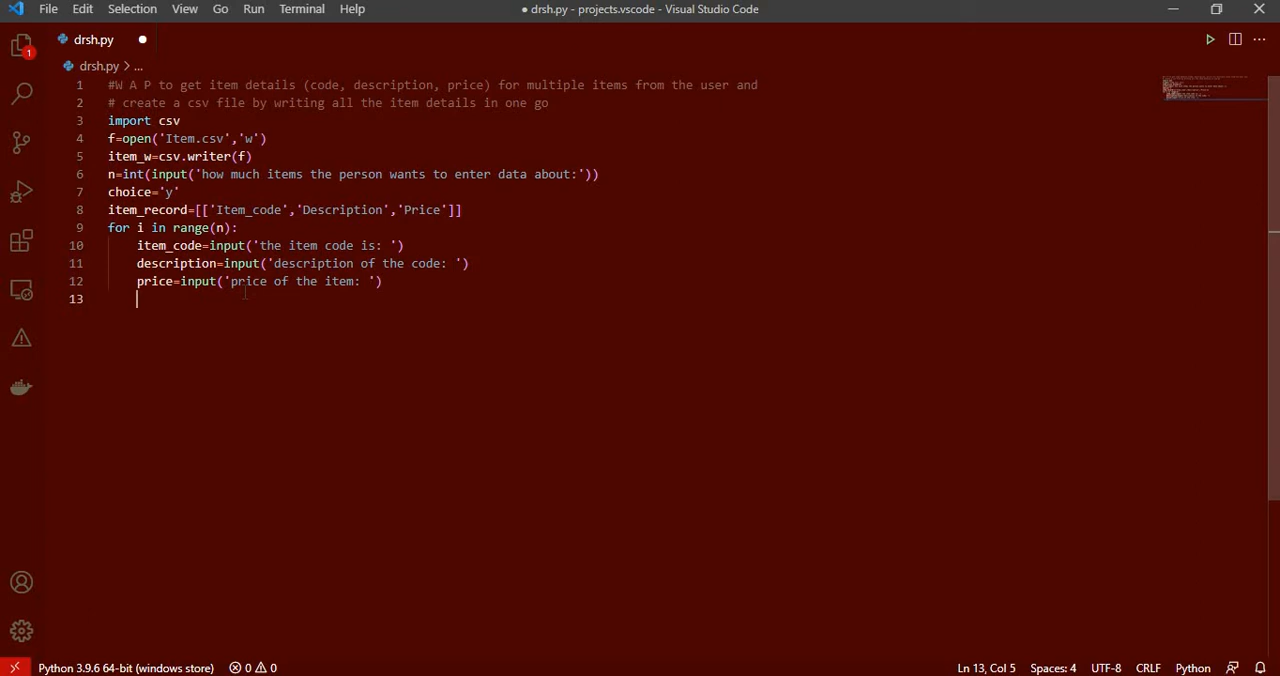 File Edit Selection View Go Run Terminal Help
● drsh.py - projects.vscode - Visual Studio Code
1
drsh.py ●
drsh.py > ...
1 #W A P to get item details (code, description, price) for multiple items from the user and
2 # create a csv file by writing all the item details in one go
3 import csv
4 f=open('Item.csv','w')
5 item_w=csv.writer(f)
6 n=int(input('how much items the person wants to enter data about:'))
7 choice='y'
8 item_record=[['Item_code','Description','Price']]
9 for i in range(n):
10     item_code=input('the item code is: ')
11     description=input('description of the code: ')
12     price=input('price of the item: ')
13
Python 3.9.6 64-bit (windows store) 0 0 Ln 13, Col 5 Spaces: 4 UTF-8 CRLF Python